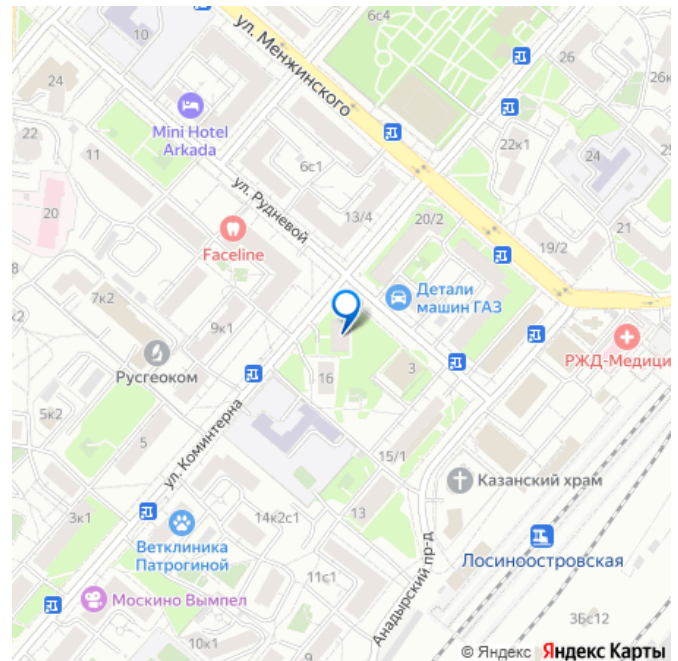 6с4
10
ул. Менжинского
26
26к
24
Mini Hotel
Arkada
22
11
6с1
22к1
24
25
ул. Рудневой
20
13/4
20/2
21
Faceline
19/2
8
7к2
Детали
машин ГАЗ
9к1
РЖД-Медици
Русгеоком
3
16
5к2
ул. Коминтерна
5
15/1
Казанский храм
3к1
14к2с1
13
Ветклиника
Патрогиной
Лосиноостровская
11с1
Анадырский пр-д
Москино Вымпел
3Бс12
10к1
© Яндекс Яндекс Карты